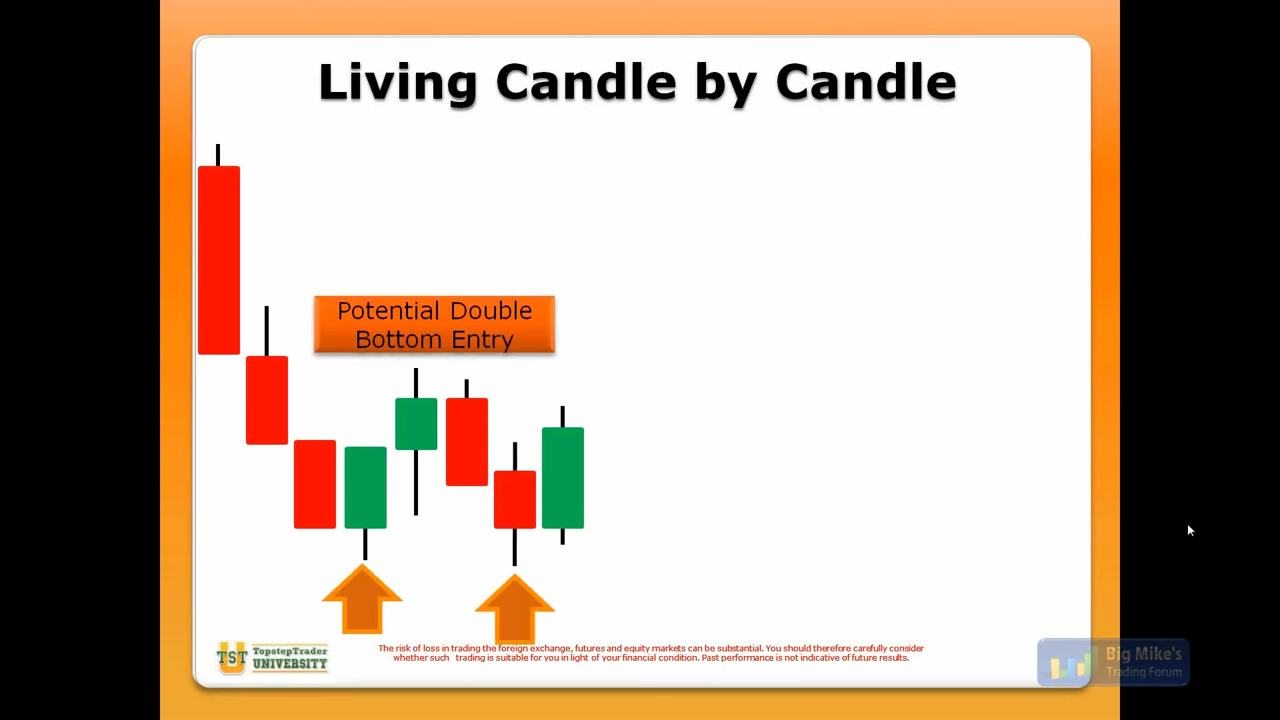 Living Candle by Candle
Potential Double
Bottom Entry
TST
TopstepTrader
UNIVERSITY
The risk of loss in trading the foreign exchange, futures and equity markets can be substantial. You should therefore carefully consider
whether such trading is suitable for you in light of your financial condition. Past performance is not indicative of future results.
Big Mike's
Trading Forum